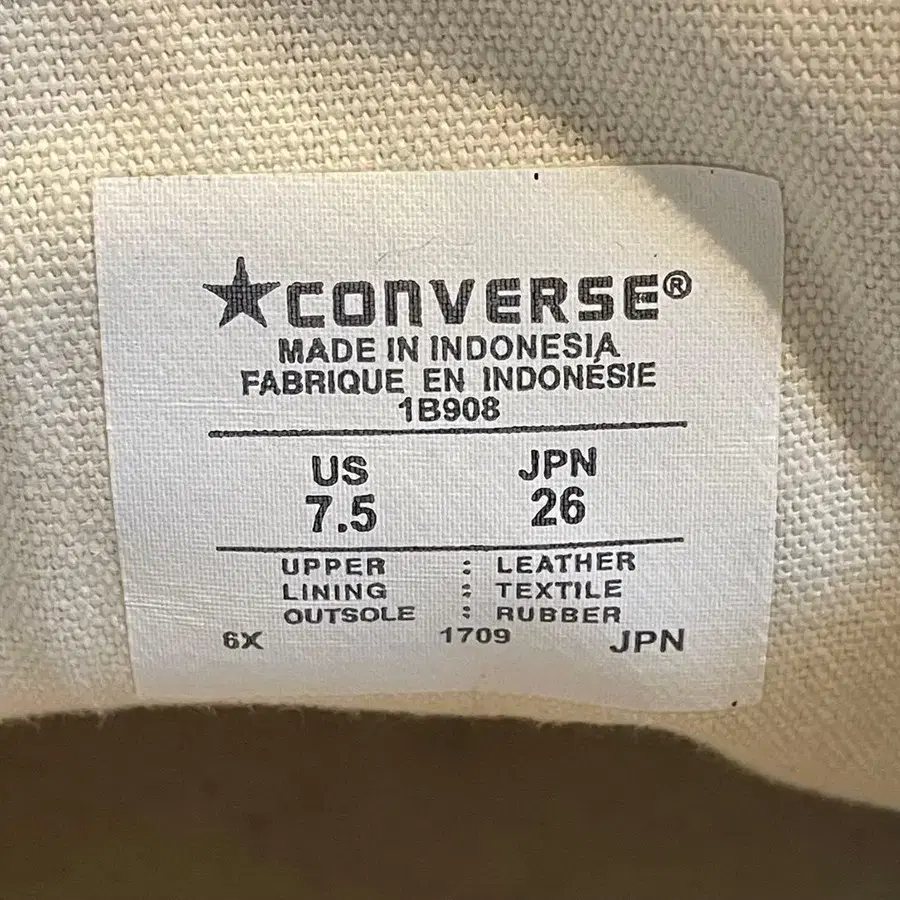 ★CONVERSE®
MADE IN INDONESIA
FABRIQUE EN INDONÉSIE
1B908
US JPN
7.5 26
UPPER : LEATHER
LINING : TEXTILE
OUTSOLE : RUBBER
6X 1709 JPN